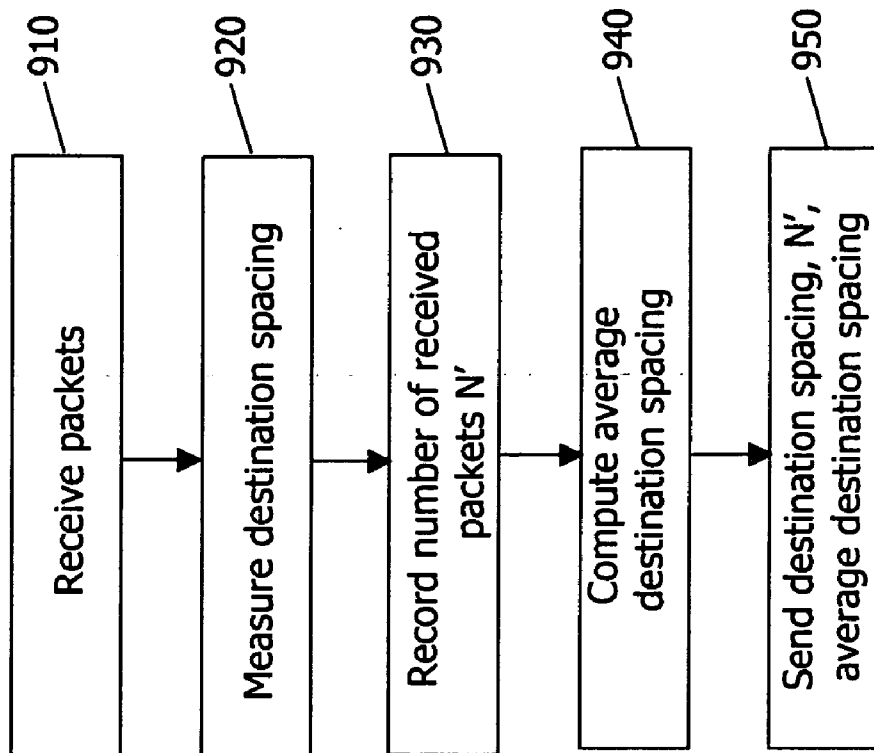 Receive packets
910
Measure destination spacing
920
Record number of received
packets N'
930
Compute average
destination spacing
940
Send destination spacing, N',
average destination spacing
950